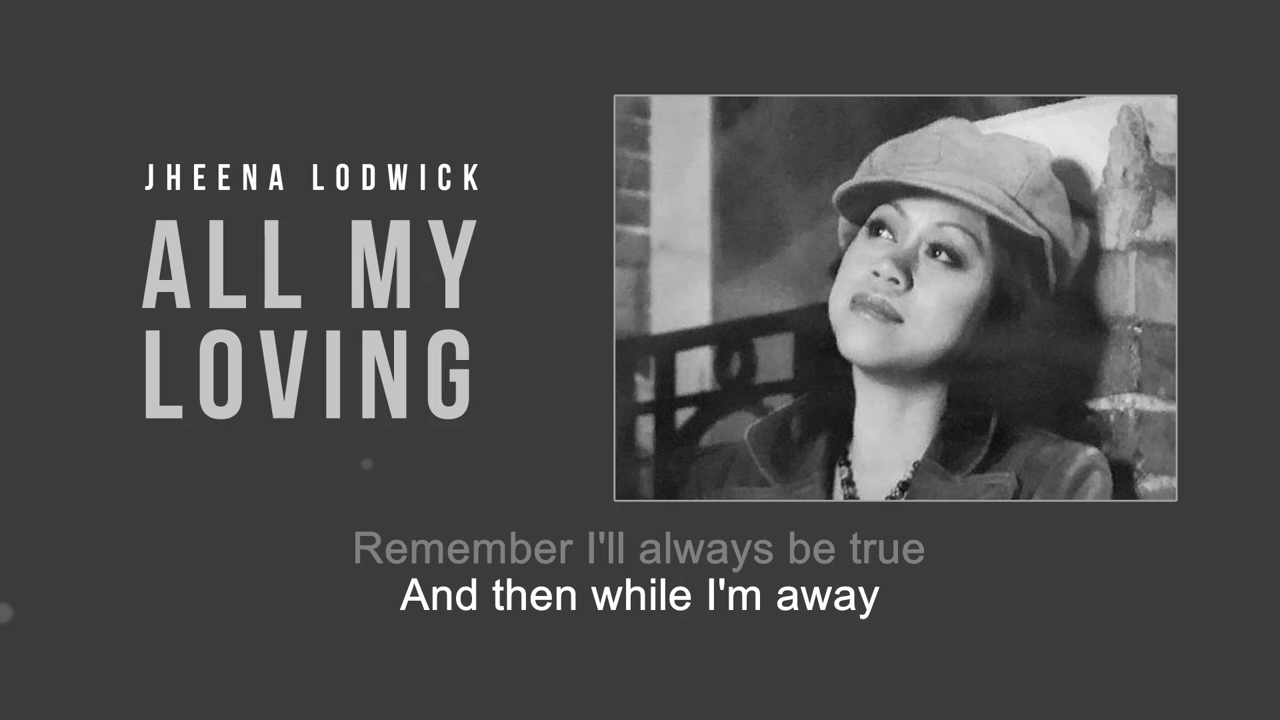 JHEENA LODWICK
ALL MY
LOVING
Remember I'll always be true
And then while I'm away